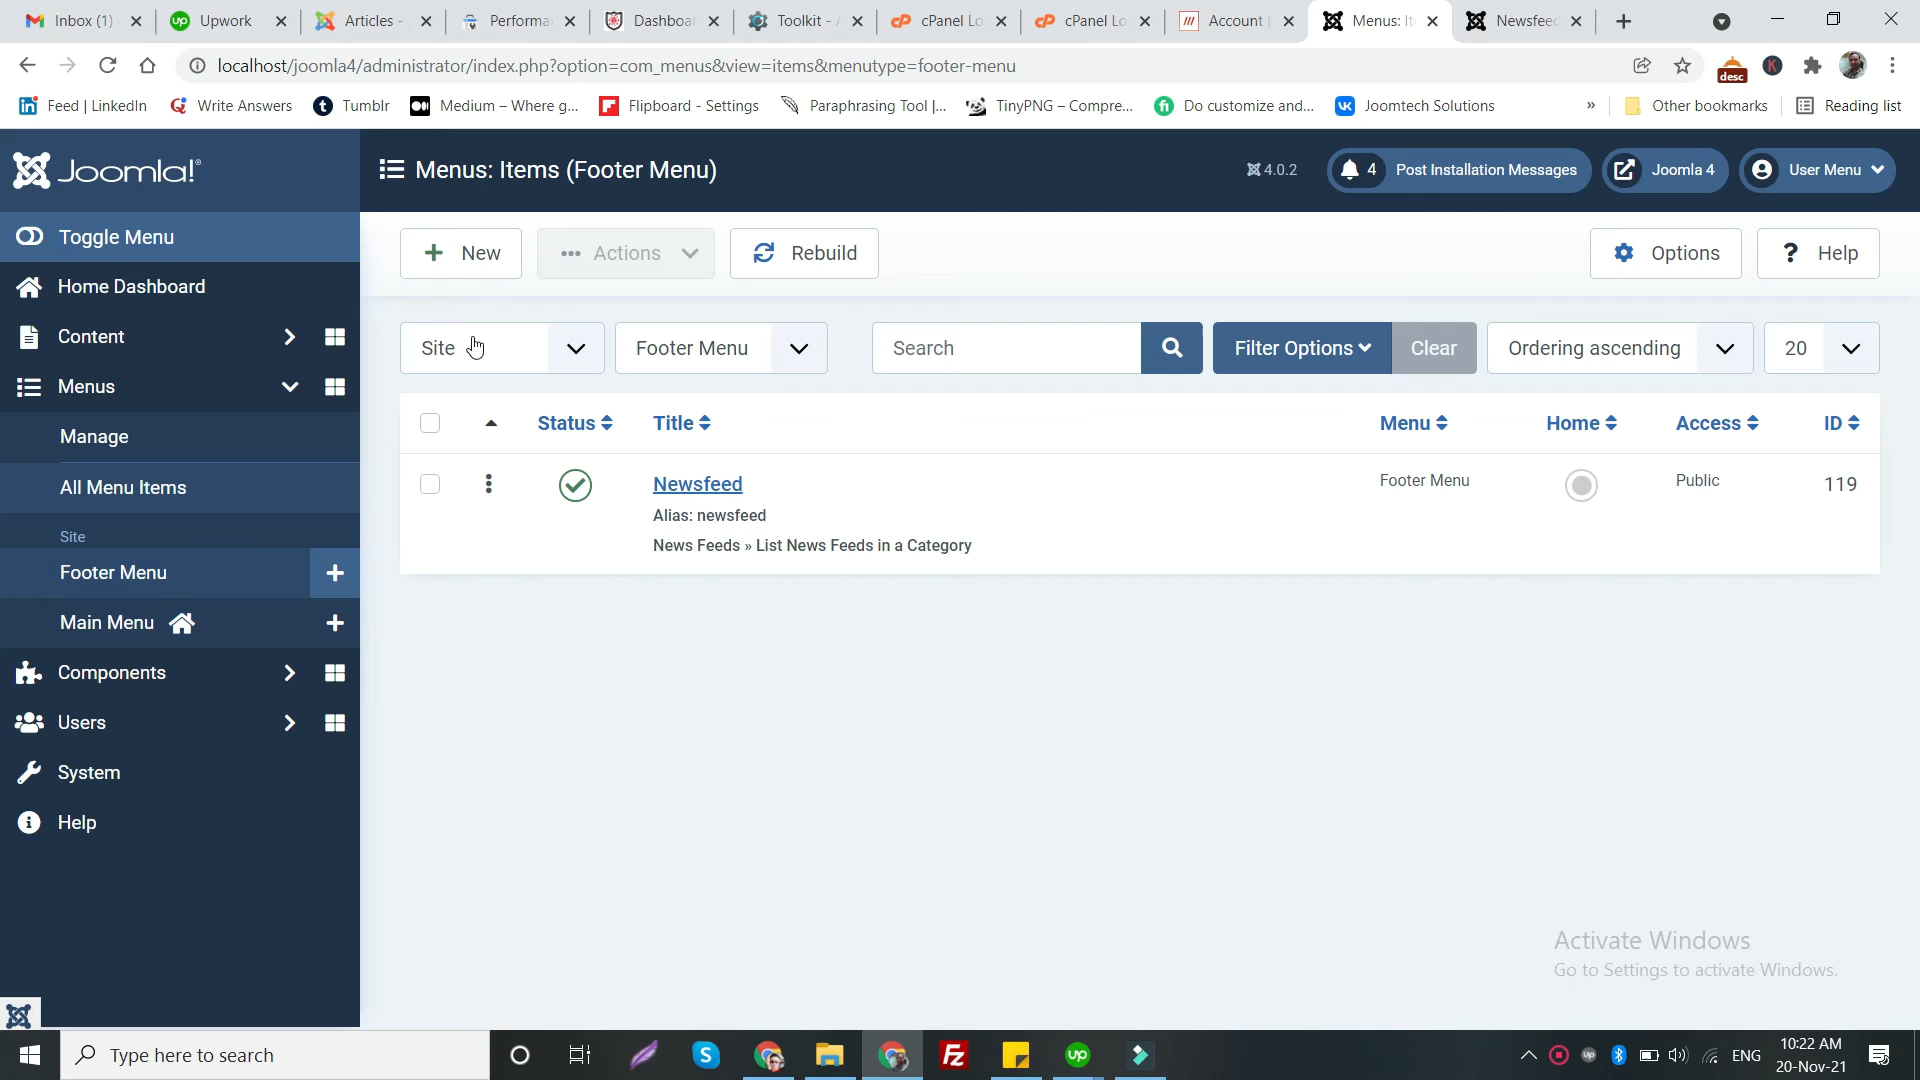 Inbox (1)
Upwork
Articles -
Performa
Dashboa
Toolkit -
cPanel Lo
cPanel Lo
Account
Menus: It
Newsfeed
localhost/joomla4/administrator/index.php?option=com_menus&view=items&menutype=footer-menu
desc
K
Feed | LinkedIn
Write Answers
Tumblr
Medium – Where g...
Flipboard - Settings
Paraphrasing Tool |...
TinyPNG – Compre...
Do customize and...
Joomtech Solutions
»
Other bookmarks
Reading list
Joomla!
Menus: Items (Footer Menu)
4.0.2
4 Post Installation Messages
Joomla 4
User Menu
Toggle Menu
New
Actions
Rebuild
Options
? Help
Home Dashboard
Content
Menus
Manage
All Menu Items
Site
Footer Menu
Main Menu
Components
Users
System
Help
Site
Footer Menu
Search
Filter Options
Clear
Ordering ascending
20
Status
Title
Menu
Home
Access
ID
Newsfeed
Alias: newsfeed
News Feeds » List News Feeds in a Category
Footer Menu
Public
119
Activate Windows
Go to Settings to activate Windows.
Type here to search
ENG
10:22 AM
20-Nov-21